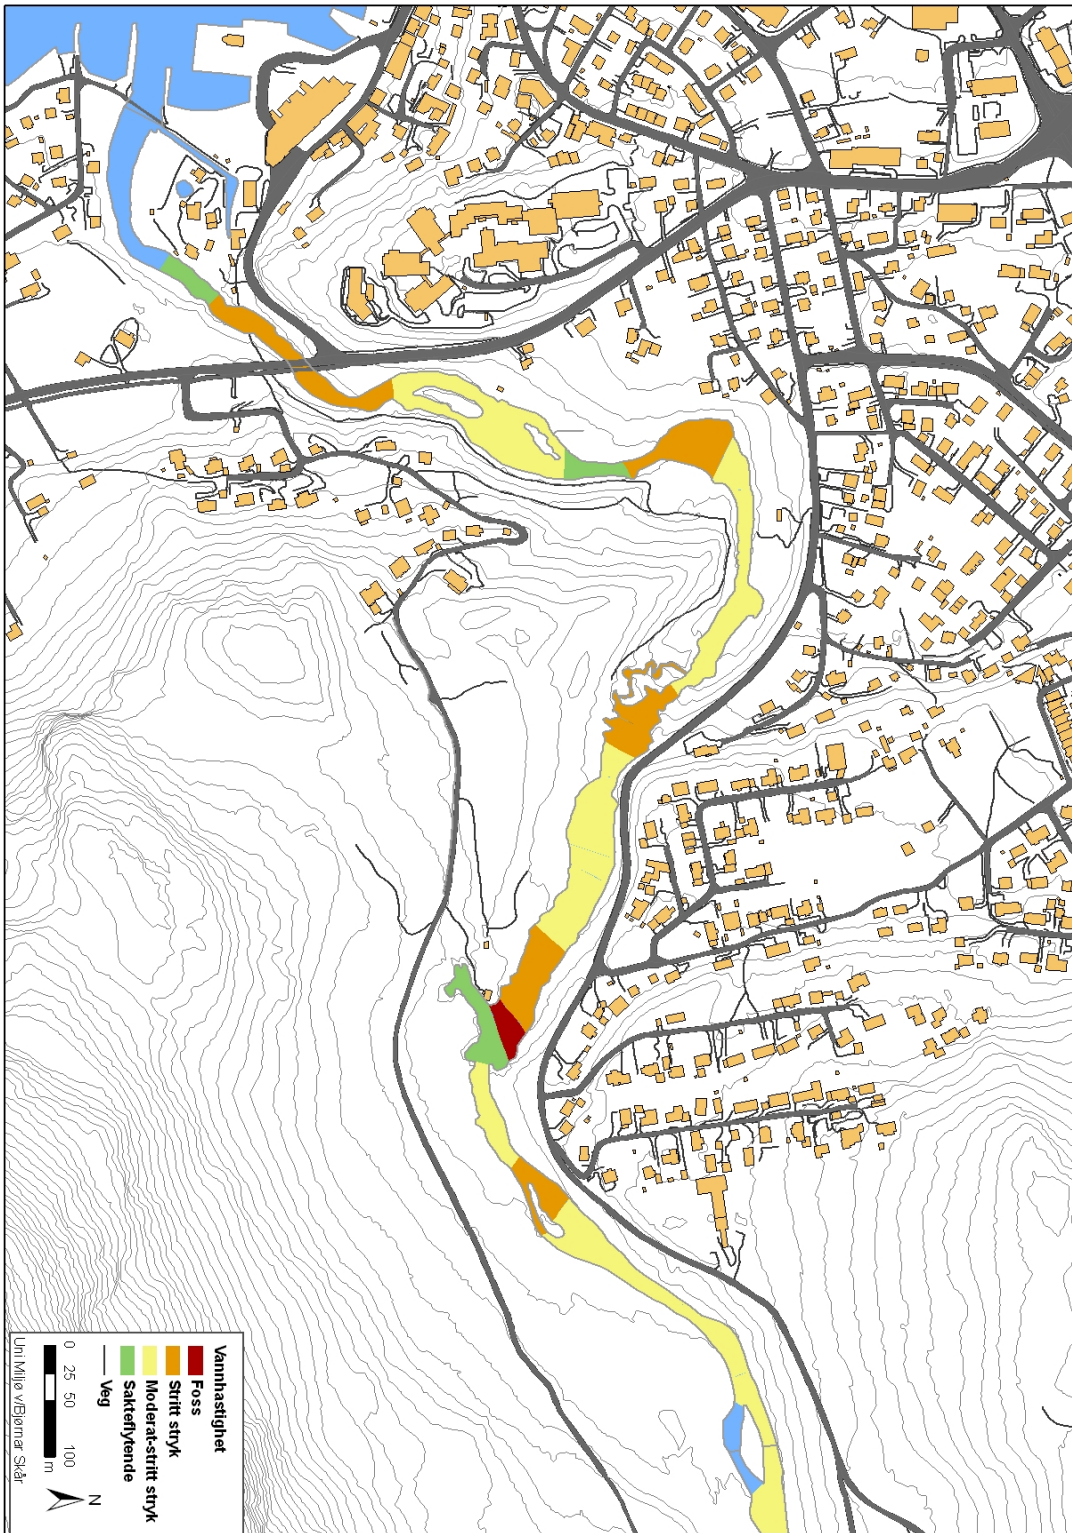 Vannhastighet
Foss
Stritt stryk
Moderat-stritt stryk
Sakteflytende
Veg
0 25 50 100
m
N
Uni Miljø v/Bjørnar Skår